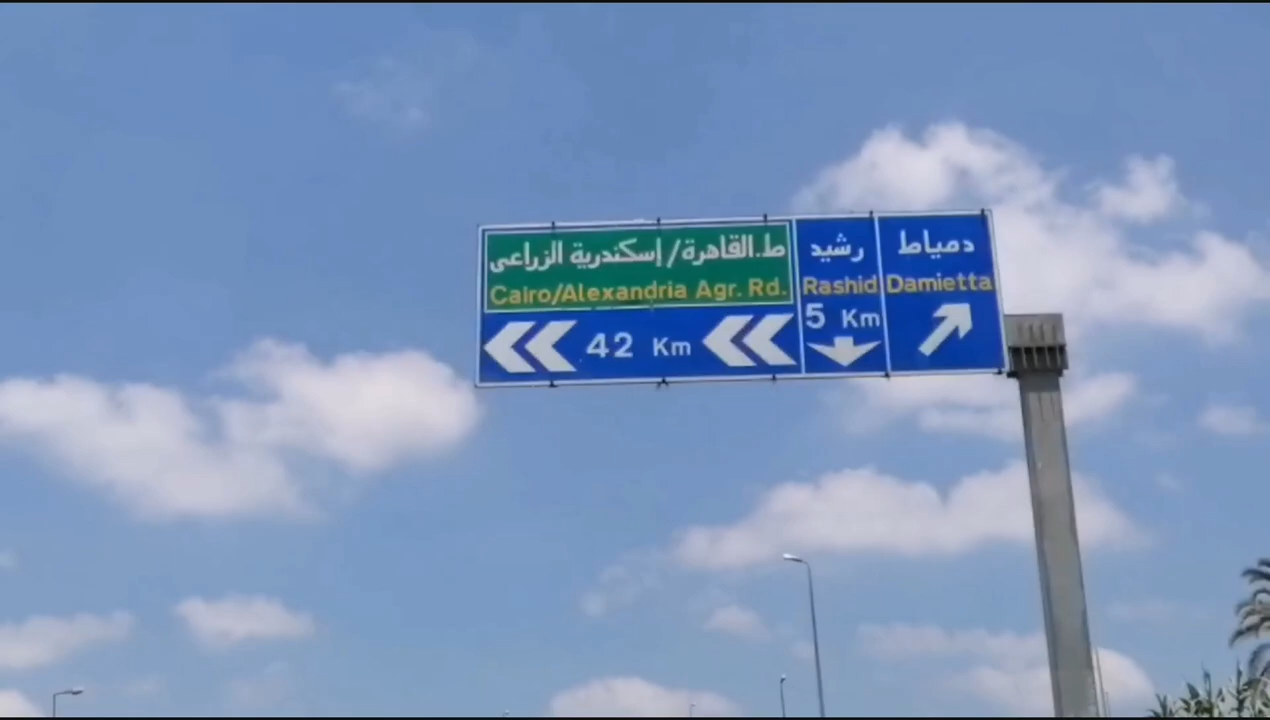 ط.القاهرة/إسكندرية الزراعى
Cairo/Alexandria Agr. Rd.
42 Km
رشيد
Rashid
5 Km
دمياط
Damietta